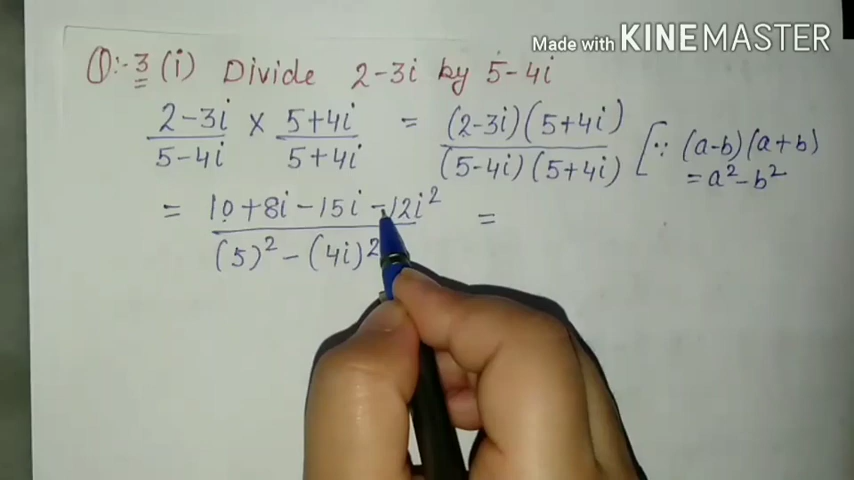 Made with KINEMASTER
Q:- 3 (i) Divide 2-3i by 5-4i
2-3i/5-4i × 5+4i/5+4i = (2-3i)(5+4i)/(5-4i)(5+4i) [∵ (a-b)(a+b)
= a²-b²
= 10+8i-15i-12i²/(5)²-(4i)² =